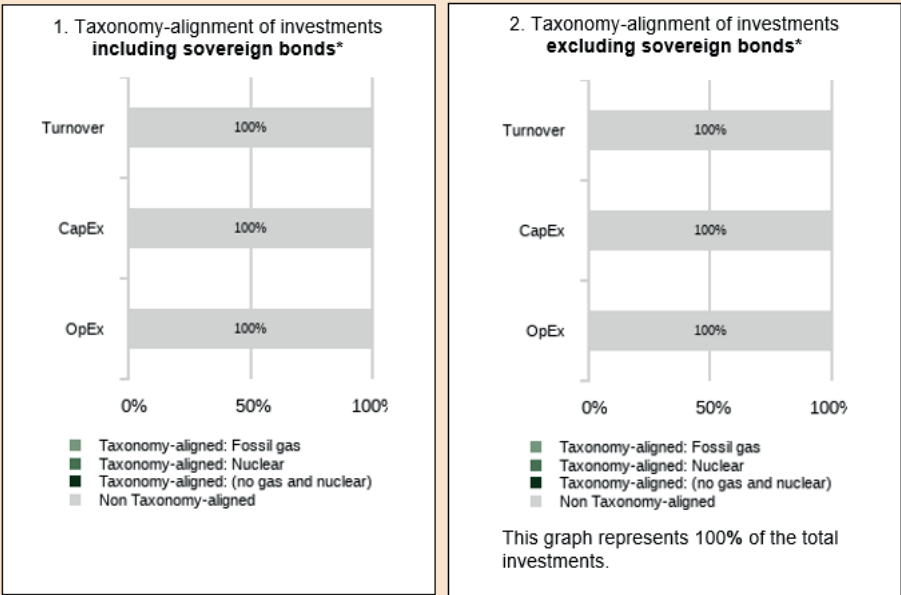 1. Taxonomy-alignment of investments
including sovereign bonds*
Turnover
100%
CapEx
100%
OpEx
100%
0% 50% 100%
Taxonomy-aligned: Fossil gas
Taxonomy-aligned: Nuclear
Taxonomy-aligned: (no gas and nuclear)
Non Taxonomy-aligned
2. Taxonomy-alignment of investments
excluding sovereign bonds*
Turnover
100%
CapEx
100%
OpEx
100%
0% 50% 100%
Taxonomy-aligned: Fossil gas
Taxonomy-aligned: Nuclear
Taxonomy-aligned: (no gas and nuclear)
Non Taxonomy-aligned
This graph represents 100% of the total
investments.